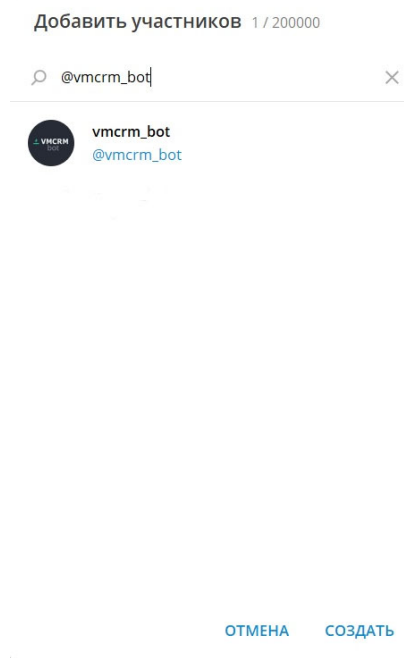 Добавить участников 1 / 200000
@vmcrm_bot
VMCRM
bot
vmcrm_bot
@vmcrm_bot
ОТМЕНА СОЗДАТЬ